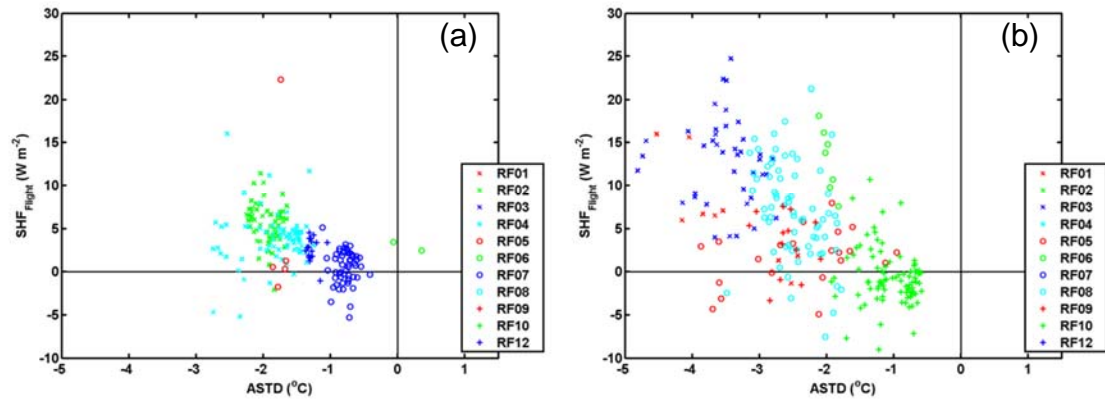 (a)
30
25
20
15
10
5
0
-5
-10
SHF_Flight (W m⁻²)
-5 -4 -3 -2 -1 0 1
ASTD (°C)
RF01
RF02
RF03
RF04
RF05
RF06
RF07
RF08
RF09
RF10
RF12
(b)
30
25
20
15
10
5
0
-5
-10
SHF_Flight (W m⁻²)
-5 -4 -3 -2 -1 0 1
ASTD (°C)
RF01
RF02
RF03
RF04
RF05
RF06
RF07
RF08
RF09
RF10
RF12